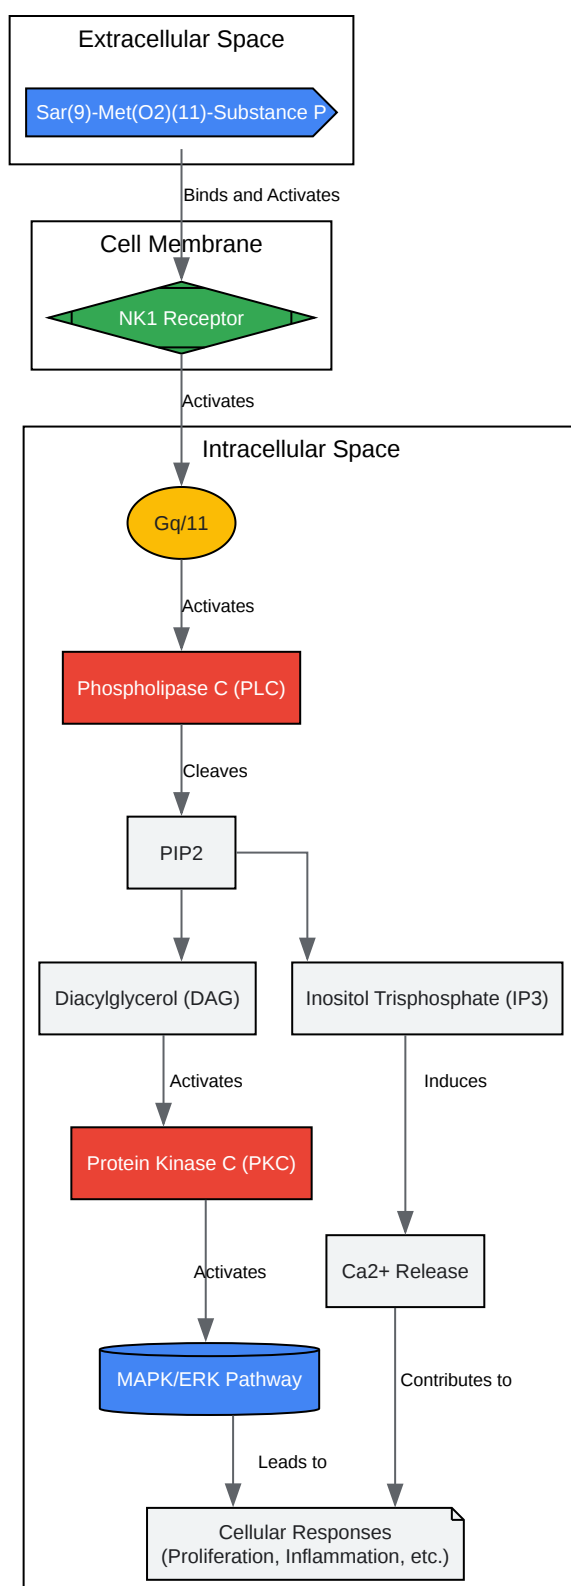 Extracellular Space
Sar(9)-Met(O2)(11)-Substance P
Binds and Activates
Cell Membrane
NK1 Receptor
Activates
Intracellular Space
Gq/11
Activates
Phospholipase C (PLC)
Cleaves
PIP2
Diacylglycerol (DAG)
Inositol Trisphosphate (IP3)
Activates
Induces
Protein Kinase C (PKC)
Ca2+ Release
Activates
MAPK/ERK Pathway
Contributes to
Leads to
Cellular Responses
(Proliferation, Inflammation, etc.)